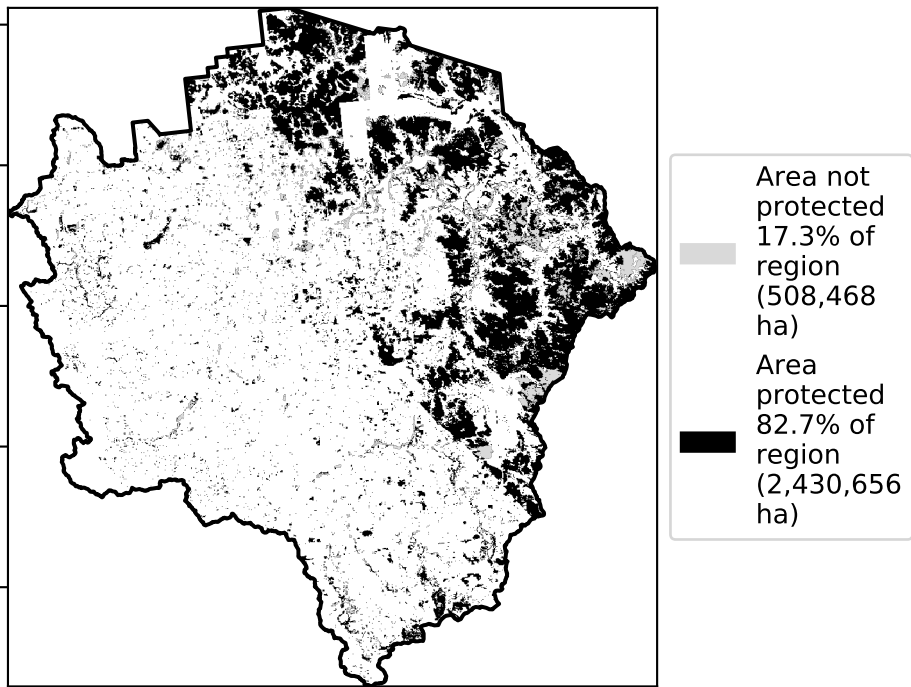 Area not
protected
17.3% of
region
(508,468
ha)
Area
protected
82.7% of
region
(2,430,656
ha)